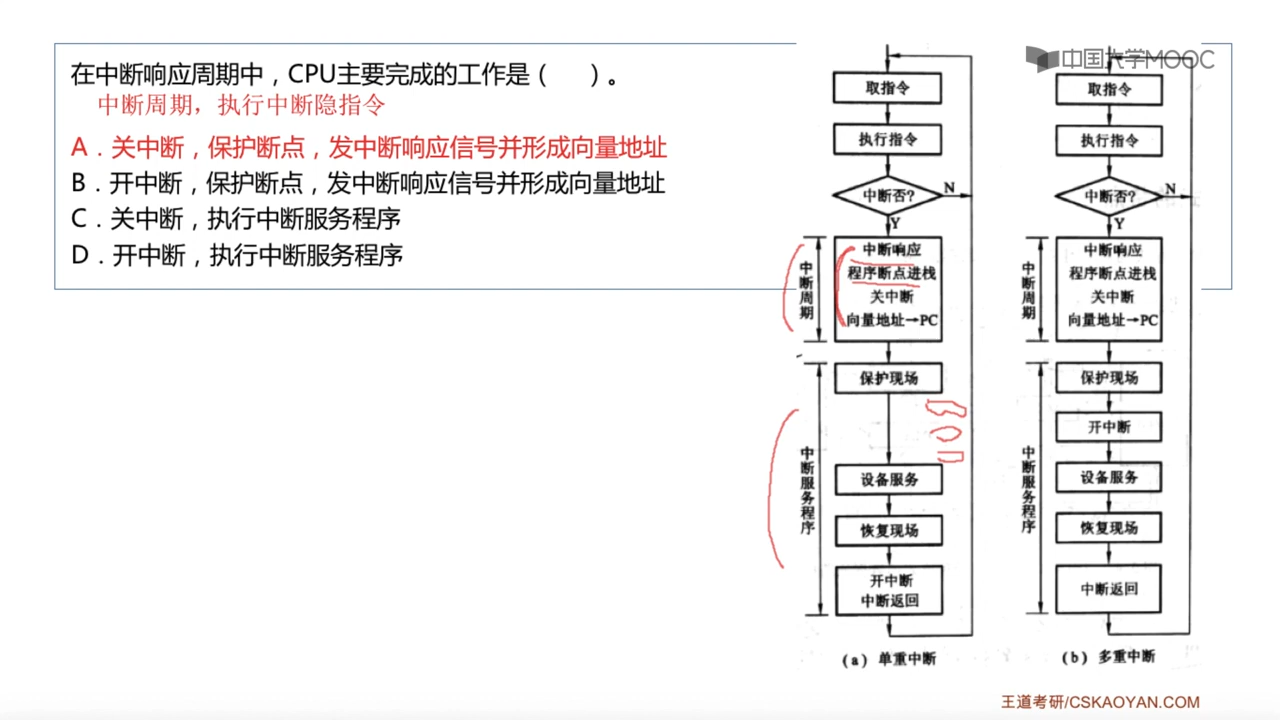 在中断响应周期中，CPU主要完成的工作是（　　）。
中断周期，执行中断隐指令
A．关中断，保护断点，发中断响应信号并形成向量地址
B．开中断，保护断点，发中断响应信号并形成向量地址
C．关中断，执行中断服务程序
D．开中断，执行中断服务程序
中国大学MOOC
取指令
执行指令
中断否?
N
Y
中断周期
中断响应
程序断点进栈
关中断
向量地址→PC
中断服务程序
保护现场
设备服务
恢复现场
开中断
中断返回
(a) 单重中断
取指令
执行指令
中断否?
N
Y
中断周期
中断响应
程序断点进栈
关中断
向量地址→PC
中断服务程序
保护现场
开中断
设备服务
恢复现场
中断返回
(b) 多重中断
王道考研/CSKAOYAN.COM